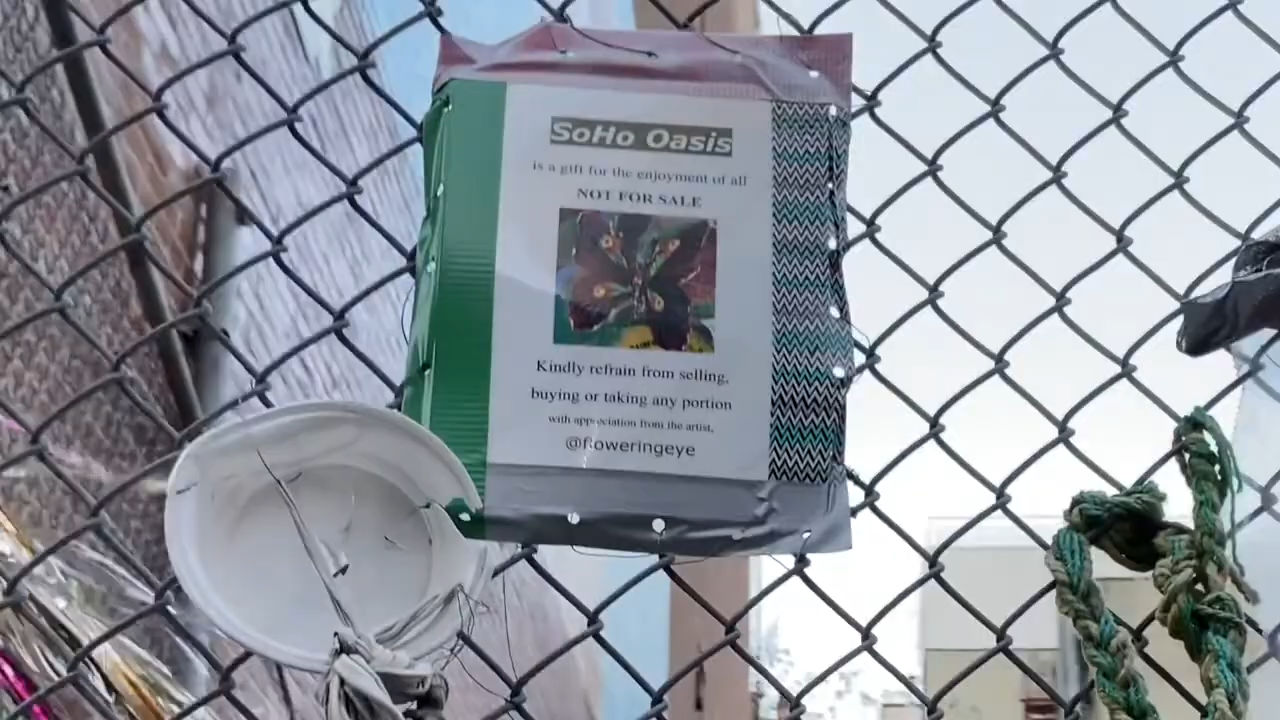 SoHo Oasis
is a gift for the enjoyment of all
NOT FOR SALE
Kindly refrain from selling,
buying or taking any portion
with appreciation from the artist,
@floweringeye